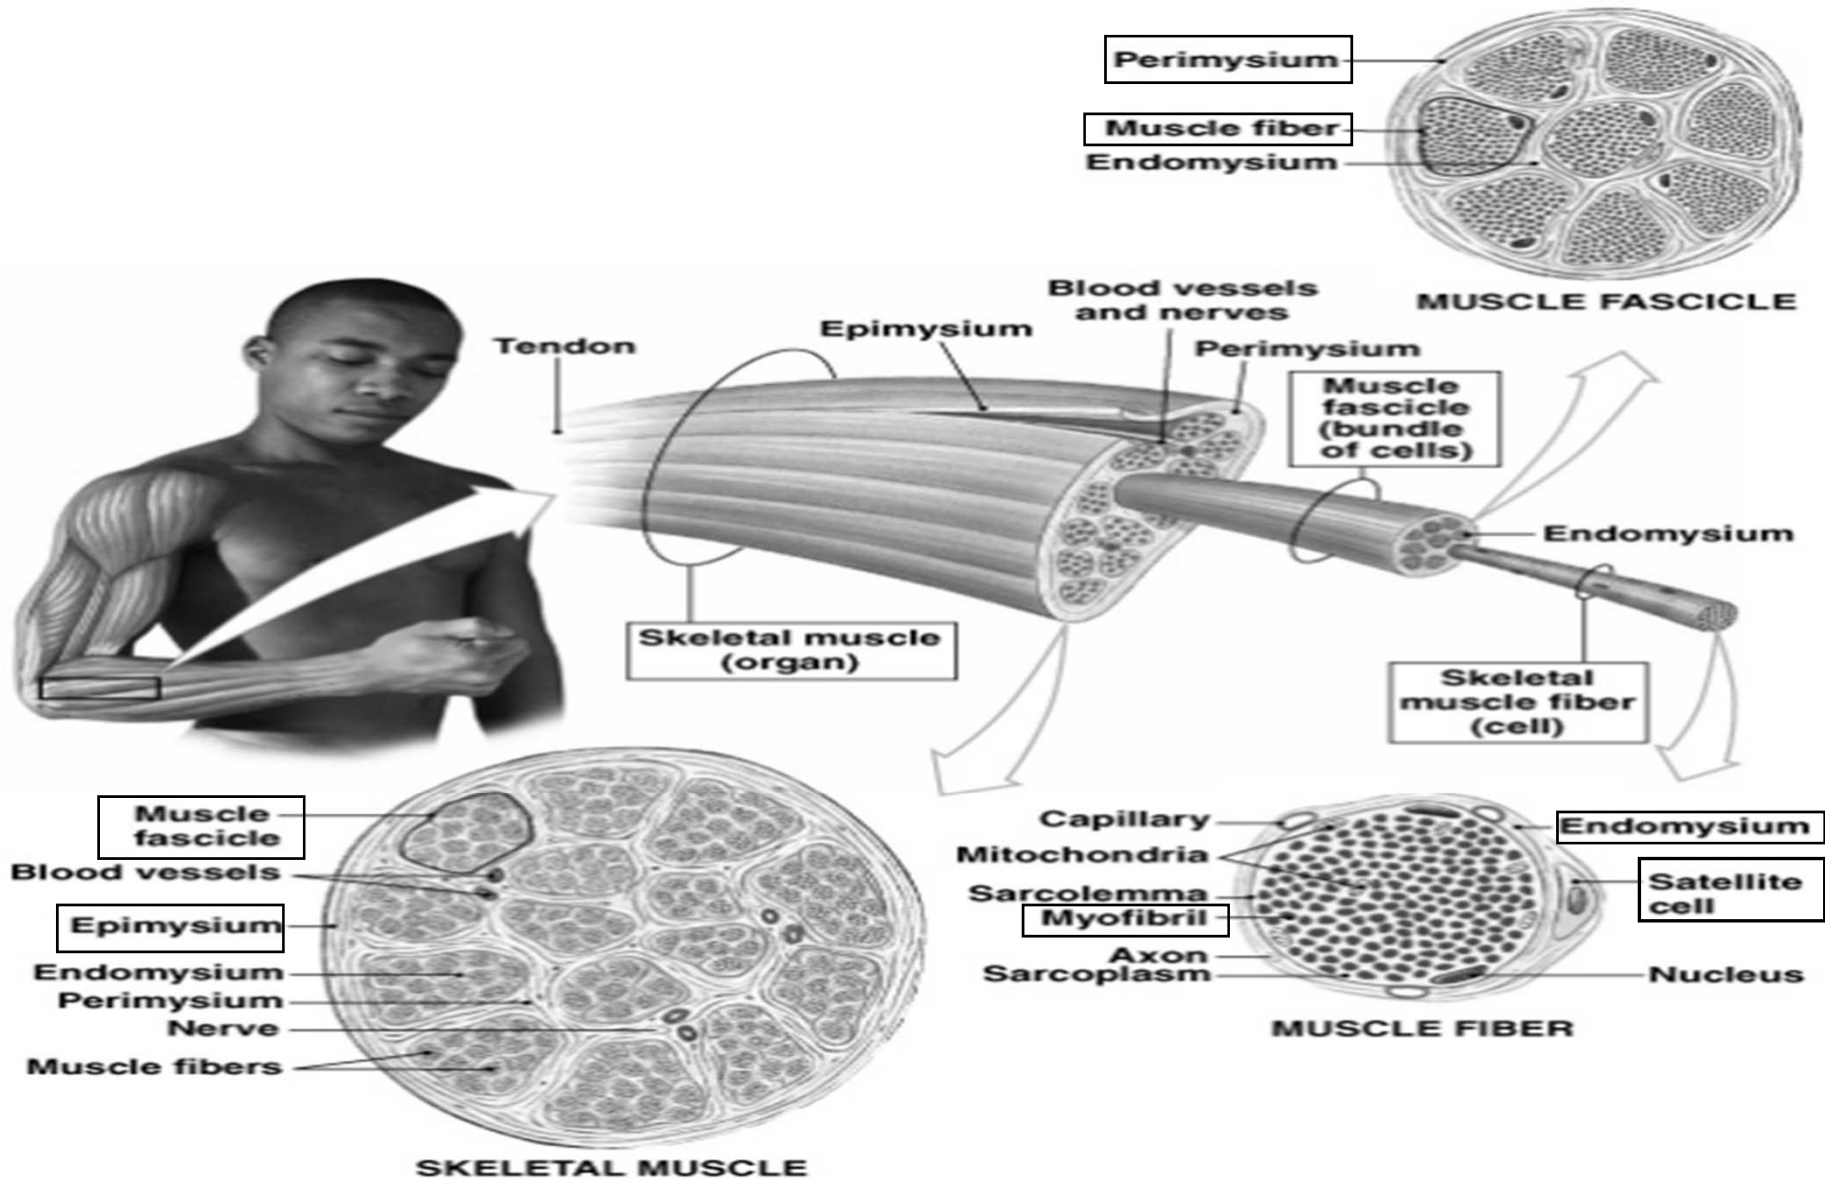 Perimysium
Muscle fiber
Endomysium
MUSCLE FASCICLE
Tendon
Epimysium
Blood vessels
and nerves
Perimysium
Muscle
fascicle
(bundle
of cells)
Endomysium
Skeletal muscle
(organ)
Skeletal
muscle fiber
(cell)
Muscle
fascicle
Blood vessels
Epimysium
Endomysium
Perimysium
Nerve
Muscle fibers
SKELETAL MUSCLE
Capillary
Mitochondria
Sarcolemma
Myofibril
Axon
Sarcoplasm
Endomysium
Satellite
cell
Nucleus
MUSCLE FIBER